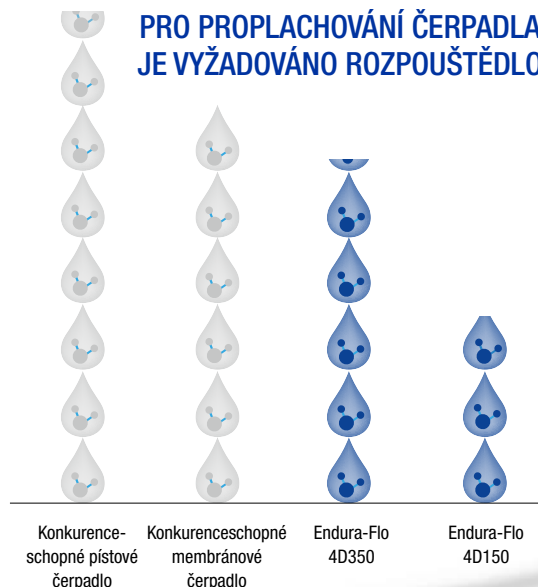 PRO PROPLACHOVÁNÍ ČERPADLA
JE VYŽADOVÁNO ROZPOUŠTĚDLO
Konkurence-
schopné pístové
čerpadlo
Konkurenceschopné
membránové
čerpadlo
Endura-Flo
4D350
Endura-Flo
4D150